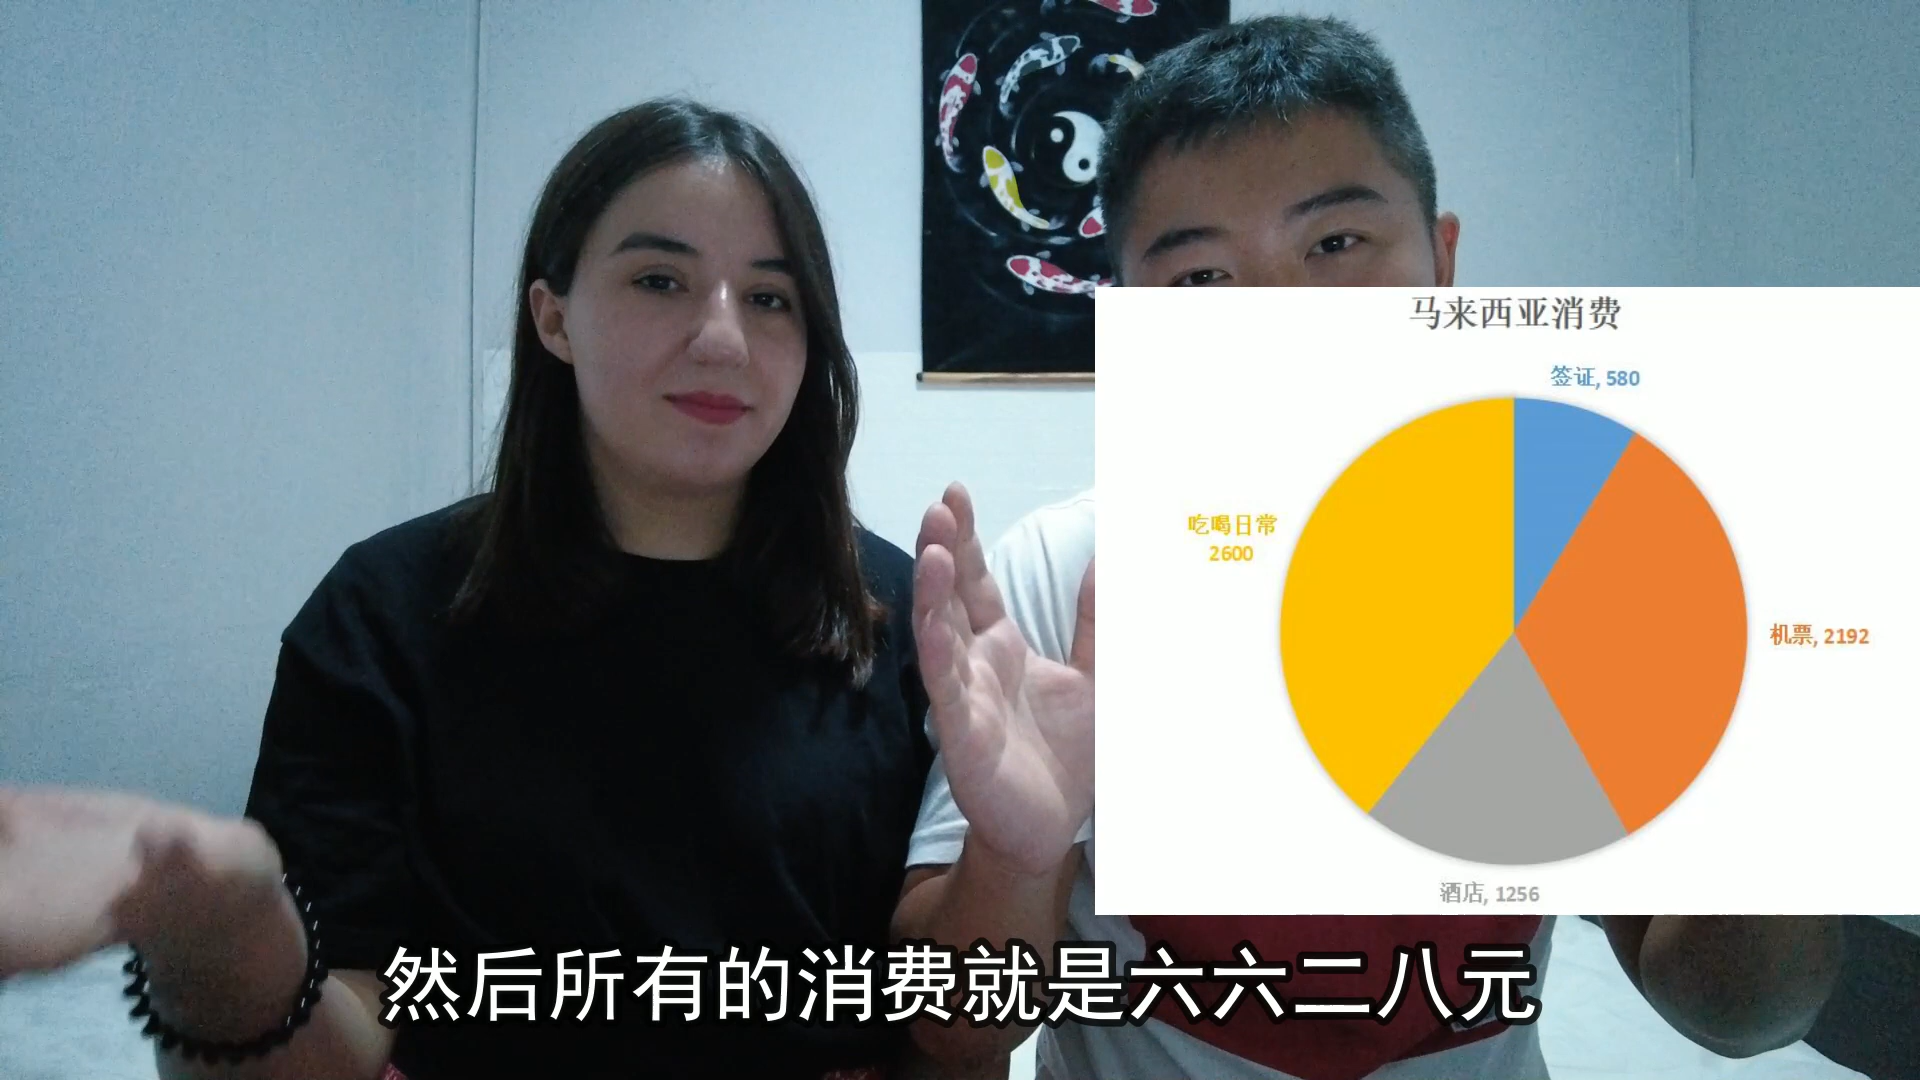 马来西亚消费
签证, 580
吃喝日常
2600
机票, 2192
酒店, 1256
然后所有的消费就是六六二八元